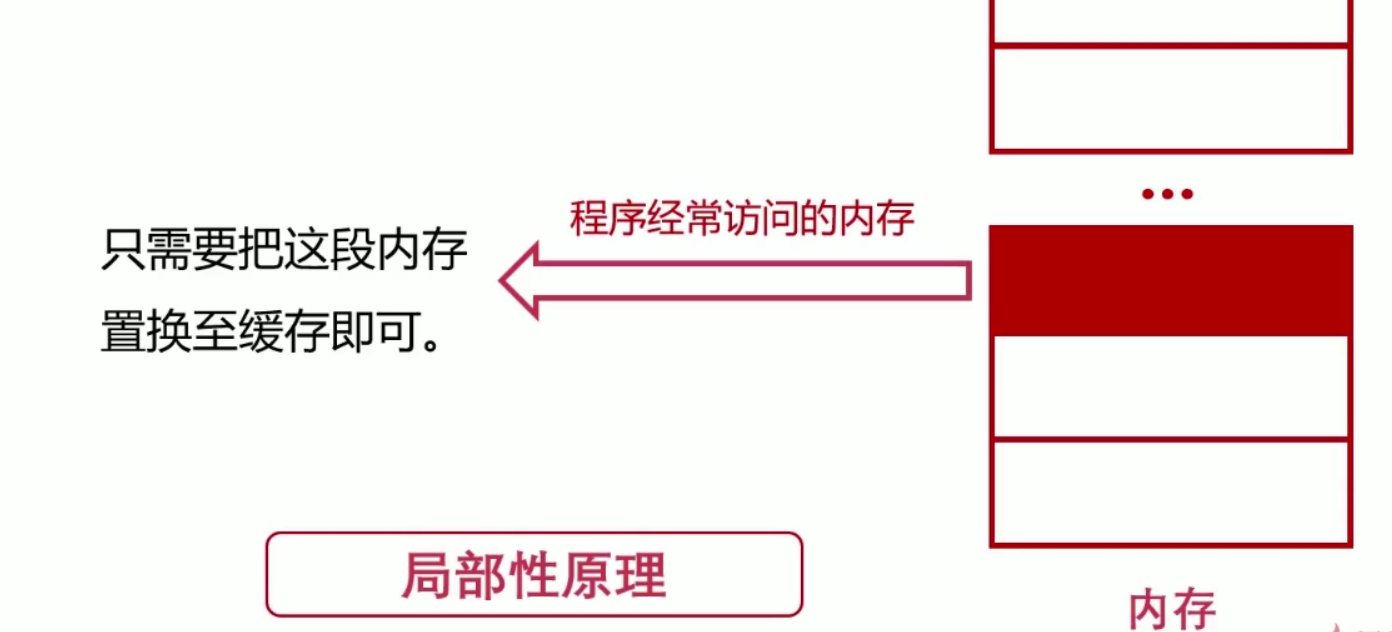 程序经常访问的内存
只需要把这段内存
置换至缓存即可。
局部性原理
内存